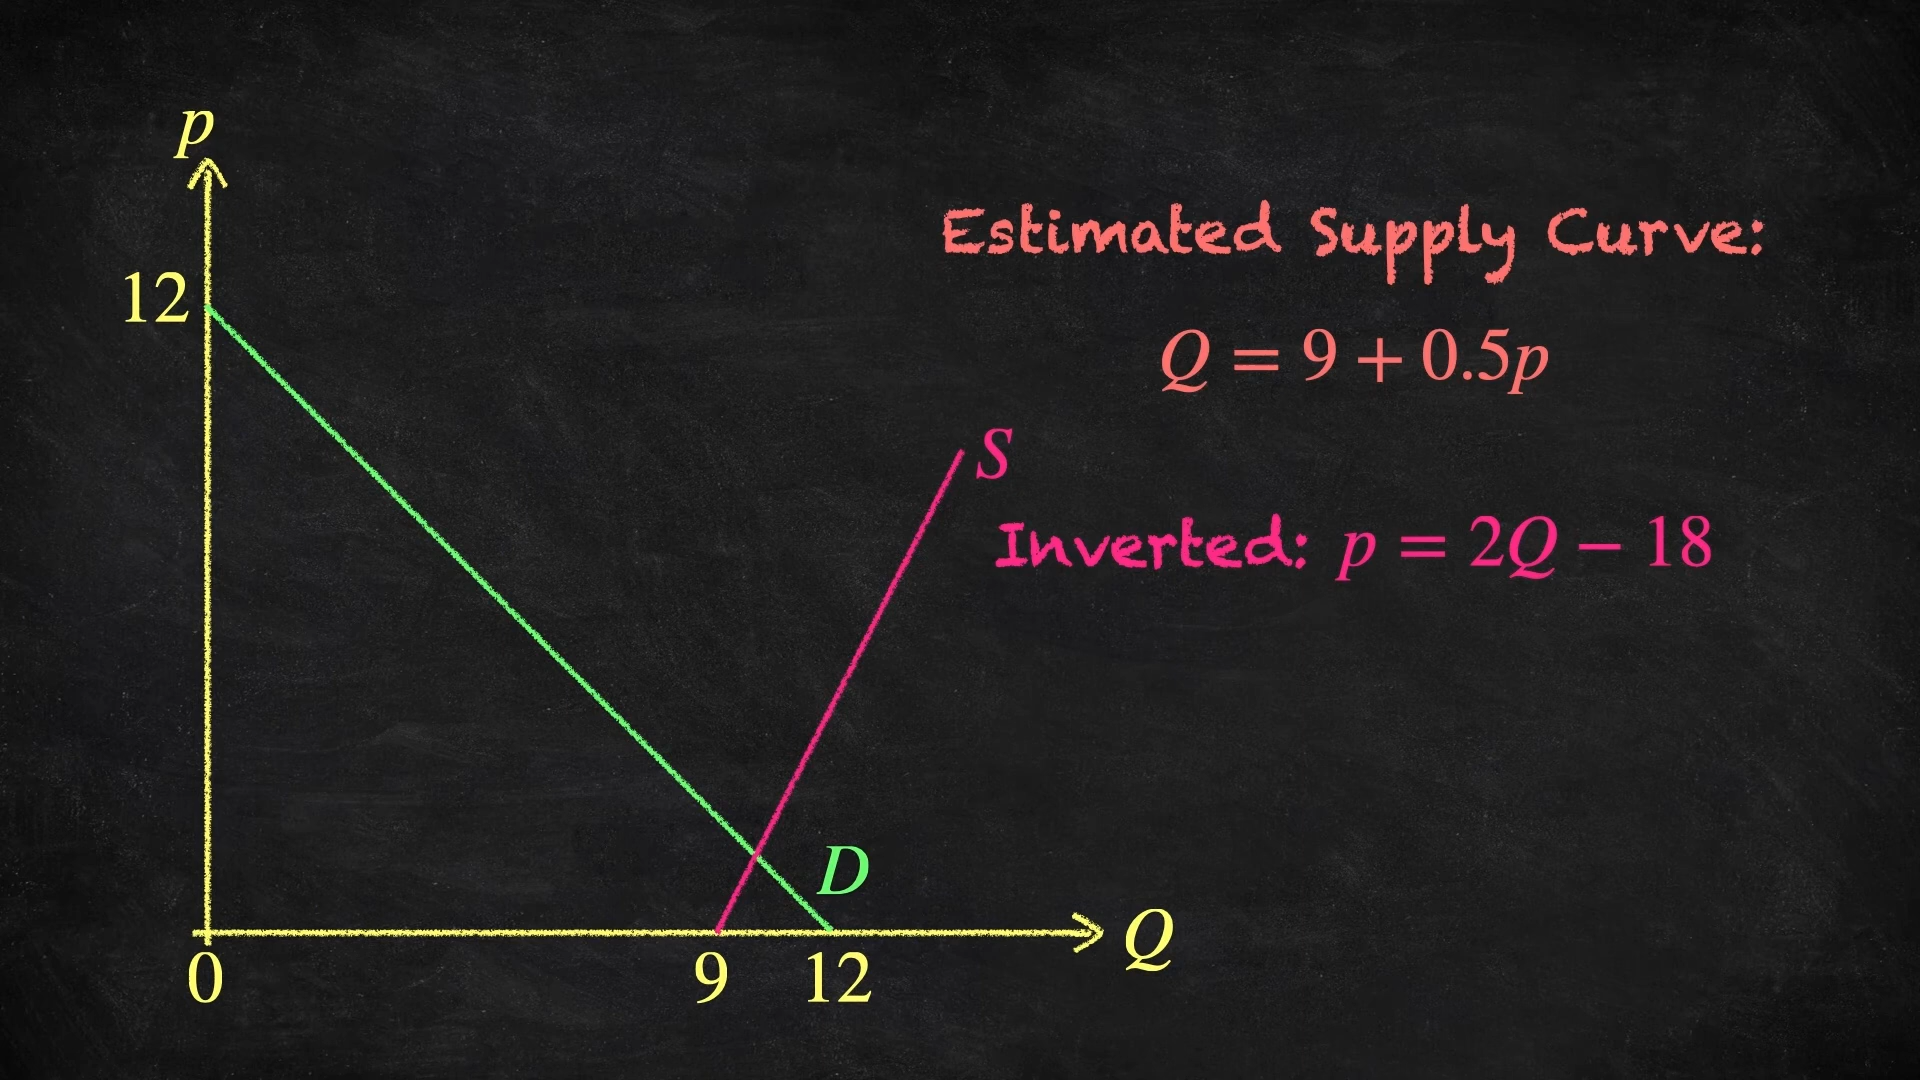 p
12
Estimated Supply Curve:
Q = 9 + 0.5p
S
Inverted: p = 2Q − 18
D
Q
0
9
12